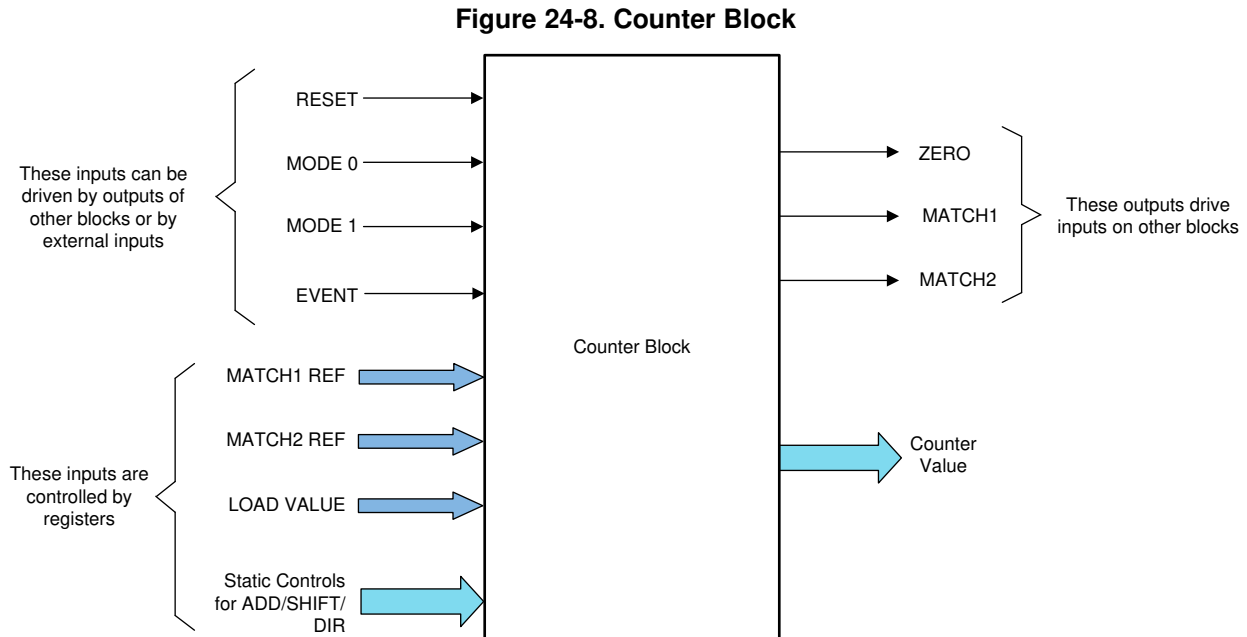 Figure 24-8. Counter Block
These inputs can be
driven by outputs of
other blocks or by
external inputs
RESET
MODE 0
MODE 1
EVENT
These inputs are
controlled by
registers
MATCH1 REF
MATCH2 REF
LOAD VALUE
Static Controls
for ADD/SHIFT/
DIR
Counter Block
ZERO
MATCH1
MATCH2
These outputs drive
inputs on other blocks
Counter
Value